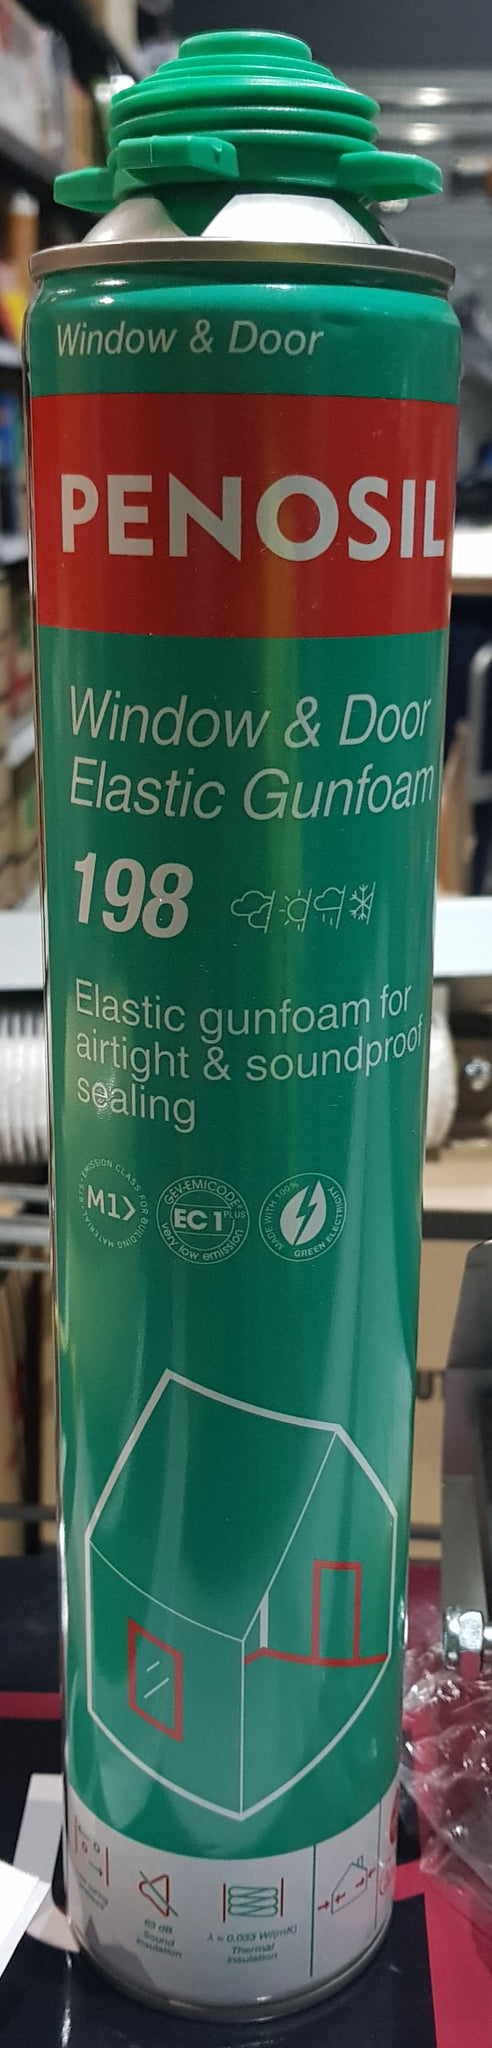 Window & Door
PENOSIL
Window & Door
Elastic Gunfoam
198
Elastic gunfoam for
airtight & soundproof
sealing
M1
RTS · EMISSION CLASS FOR BUILDING MATERIAL ·
GEV-EMICODE®
EC 1 PLUS
very low emission
MADE WITH 100%
GREEN ELECTRICITY
63 dB
Sound
insulation
λ = 0,033 W/(mK)
Thermal
insulation